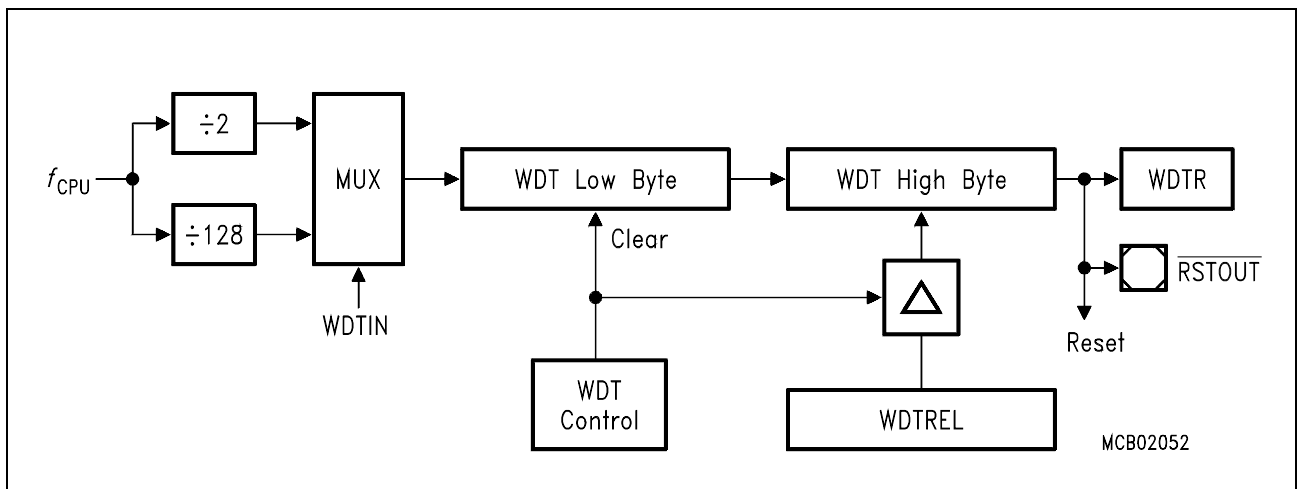 ÷2
fCPU
÷128
MUX
WDTIN
WDT Low Byte
Clear
WDT High Byte
WDTR
RSTOUT
Reset
WDT
Control
WDTREL
MCB02052